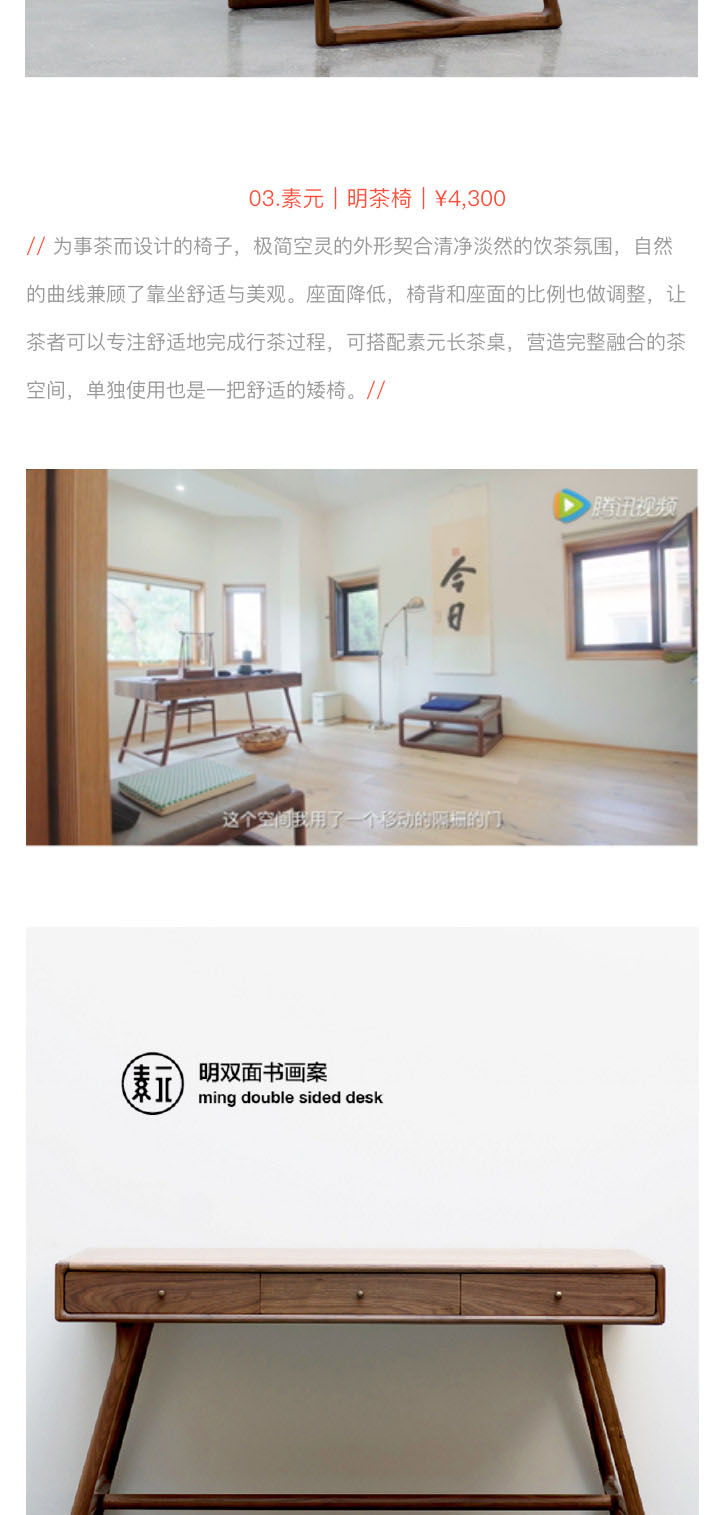 03.素元｜明茶椅｜¥4,300
// 为事茶而设计的椅子，极简空灵的外形契合清净淡然的饮茶氛围，自然
的曲线兼顾了靠坐舒适与美观。座面降低，椅背和座面的比例也做调整，让
茶者可以专注舒适地完成行茶过程，可搭配素元长茶桌，营造完整融合的茶
空间，单独使用也是一把舒适的矮椅。//
腾讯视频
今日
这个空间我用了一个移动的隔栅的门
素元
明双面书画案
ming double sided desk